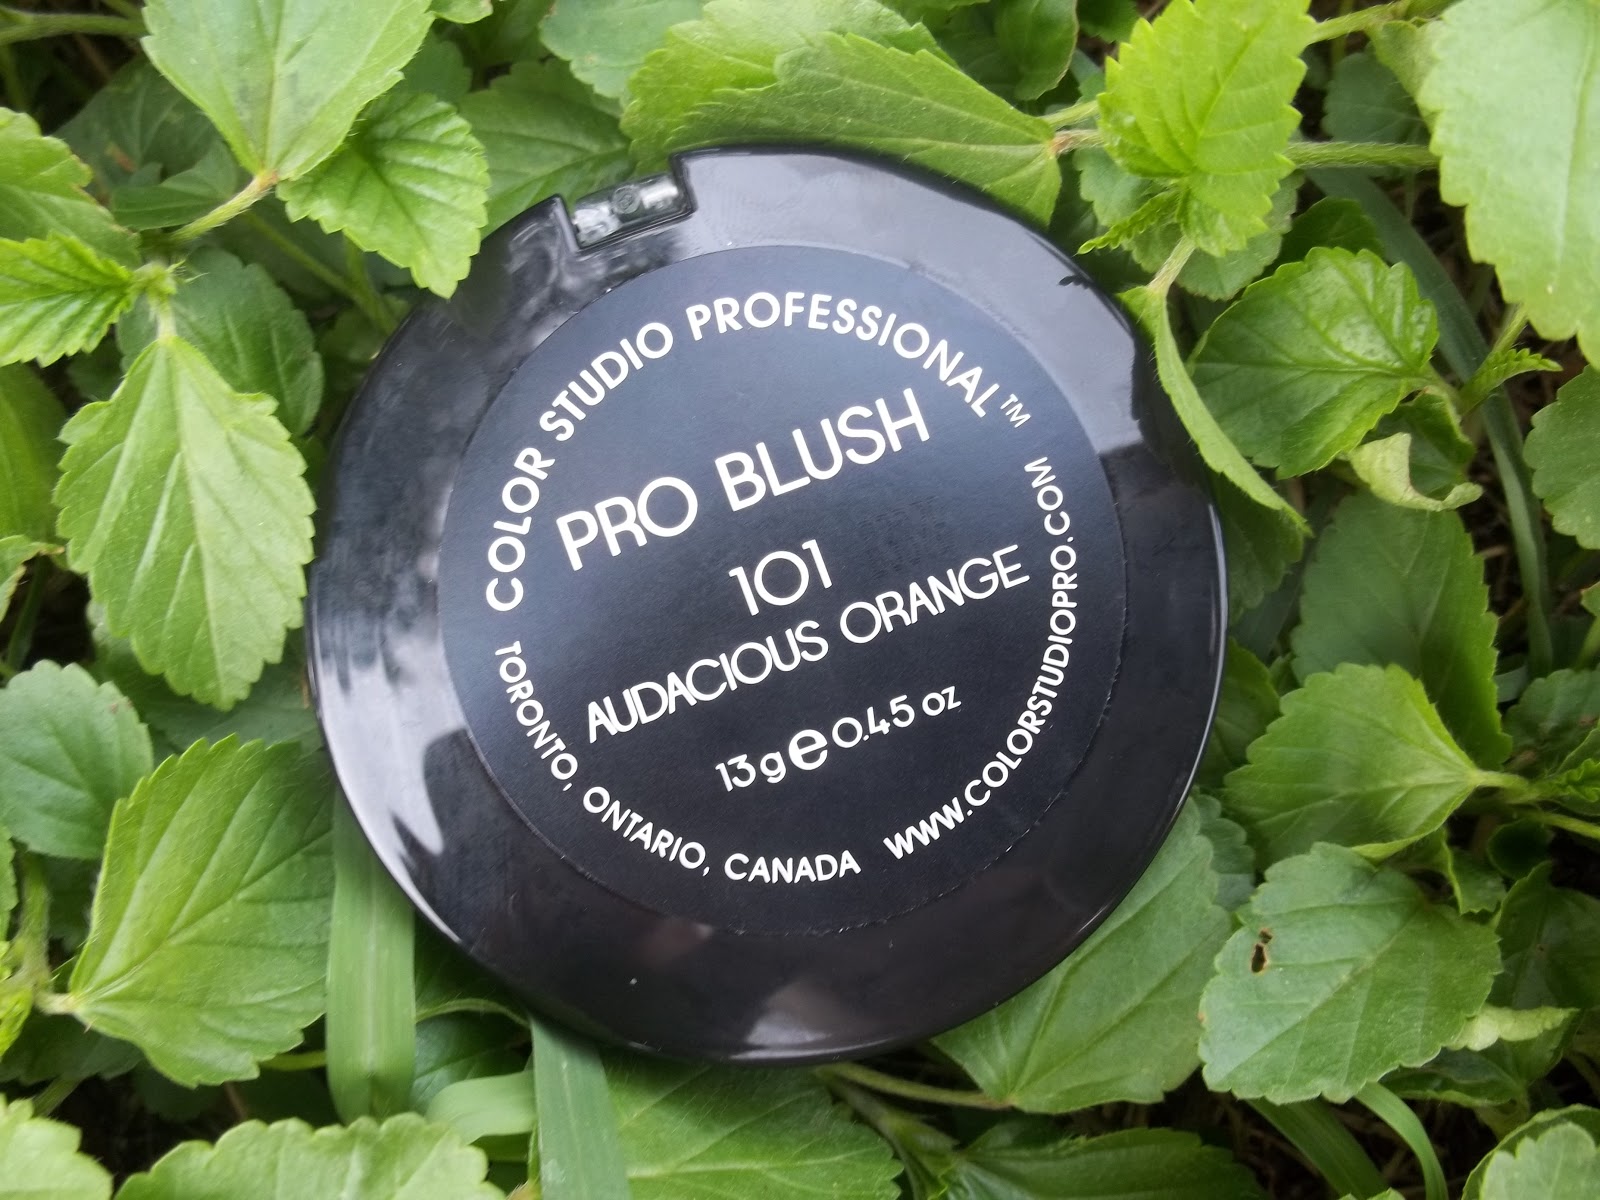 COLOR STUDIO PROFESSIONAL™
PRO BLUSH
101
AUDACIOUS ORANGE
13g e 0.45 oz
TORONTO, ONTARIO, CANADA
WWW.COLORSTUDIOPRO.COM